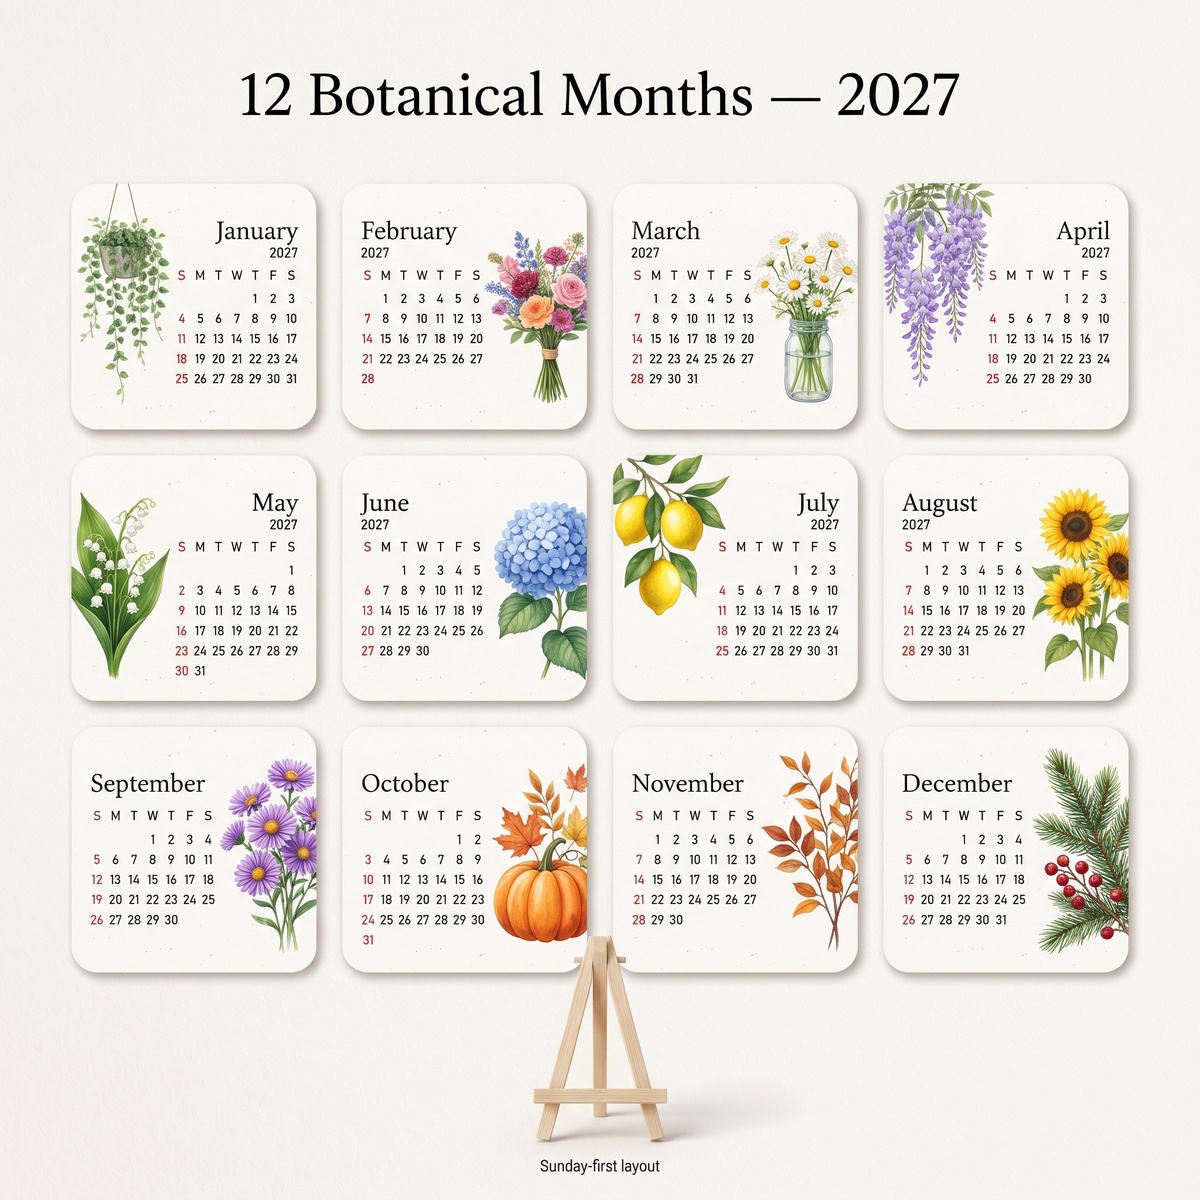 12 Botanical Months — 2027
January
2027
S M T W T F S
1 2 3
4 5 6 7 8 9 10
11 12 13 14 15 16 17
18 19 20 21 22 23 24
25 26 27 28 29 30 31
February
2027
S M T W T F S
1 2 3 4 5 6
7 8 9 10 11 12 13
14 15 16 17 18 19 20
21 22 23 24 25 26 27
28
March
2027
S M T W T F S
1 2 3 4 5 6
7 8 9 10 11 12 13
14 15 16 17 18 19 20
21 22 23 24 25 26 27
28 29 30 31
April
2027
S M T W T F S
1 2 3
4 5 6 7 8 9 10
11 12 13 14 15 16 17
18 19 20 21 22 23 24
25 26 27 28 29 30
May
2027
S M T W T F S
1
2 3 4 5 6 7 8
9 10 11 12 13 14 15
16 17 18 19 20 21 22
23 24 25 26 27 28 29
30 31
June
2027
S M T W T F S
1 2 3 4 5
6 7 8 9 10 11 12
13 14 15 16 17 18 19
20 21 22 23 24 25 26
27 28 29 30
July
2027
S M T W T F S
1 2 3
4 5 6 7 8 9 10
11 12 13 14 15 16 17
18 19 20 21 22 23 24
25 26 27 28 29 30 31
August
2027
S M T W T F S
1 2 3 4 5 6
7 8 9 10 11 12 13
14 15 16 17 18 19 20
21 22 23 24 25 26 27
28 29 30 31
September
S M T W T F S
1 2 3 4
5 6 7 8 9 10 11
12 13 14 15 16 17 18
19 20 21 22 23 24 25
26 27 28 29 30
October
S M T W T F S
1 2
3 4 5 6 7 8 9
10 11 12 13 14 15 16
17 18 19 20 21 22 23
24 25 26 27 28 29 30
31
November
S M T W T F S
1 2 3 4 5 6
7 8 9 10 11 12 13
14 15 16 17 18 19 20
21 22 23 24 25 26 27
28 29 30
December
S M T W T F S
1 2 3 4
5 6 7 8 9 10 11
12 13 14 15 16 17 18
19 20 21 22 23 24 25
26 27 28 29 30 31
Sunday-first layout